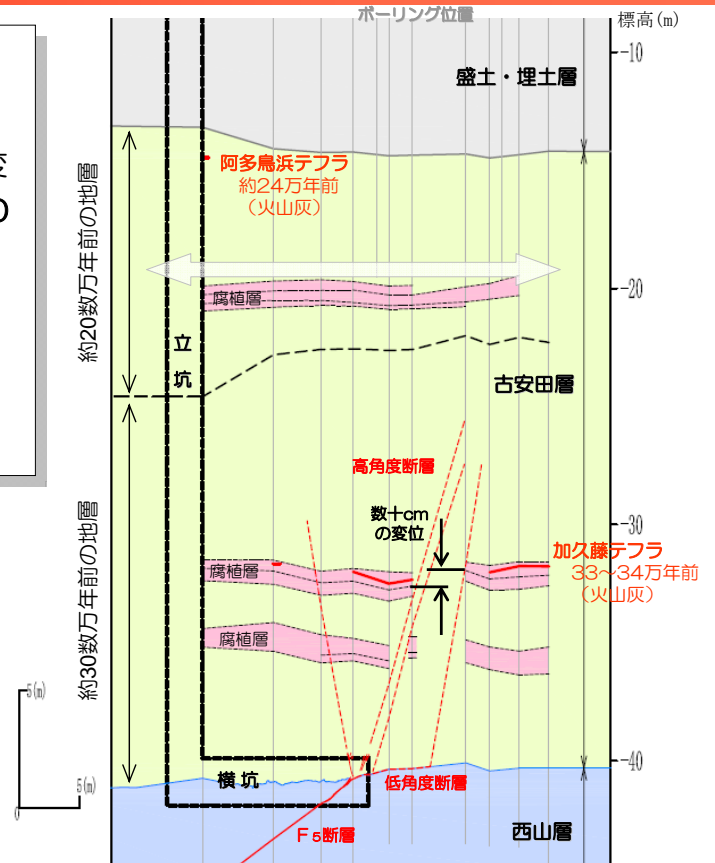 ボーリング位置
標高(m)
-10
盛土・埋土層
阿多鳥浜テフラ
約24万年前
(火山灰)
約20数万年前の地層
腐植層
-20
立坑
古安田層
高角度断層
数十cm
の変位
-30
加久藤テフラ
33～34万年前
(火山灰)
腐植層
約30数万年前の地層
腐植層
5(m)
-40
横坑
低角度断層
5(m)
0
F5断層
西山層